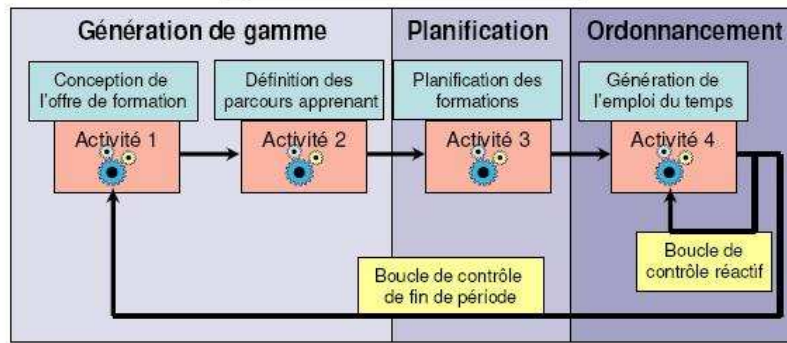 Génération de gamme
Planification
Ordonnancement
Conception de
l'offre de formation
Définition des
parcours apprenant
Planification des
formations
Génération de
l'emploi du temps
Activité 1
Activité 2
Activité 3
Activité 4
Boucle de
contrôle réactif
Boucle de contrôle
de fin de période